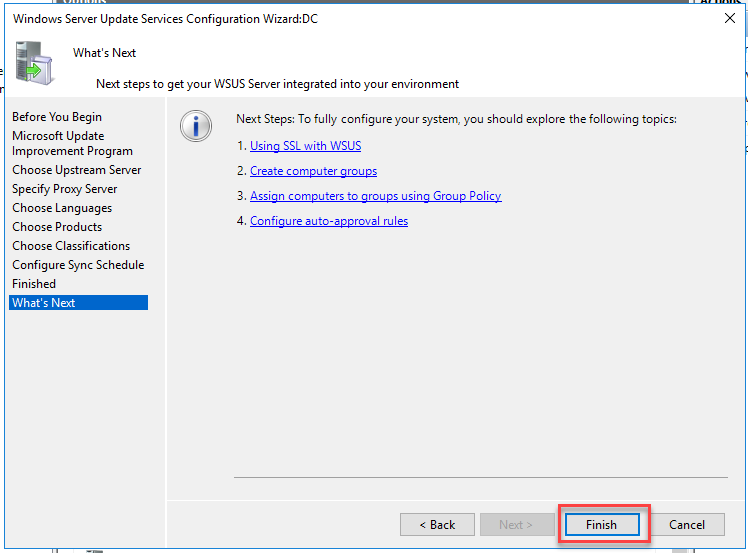 Windows Server Update Services Configuration Wizard:DC
What's Next
Next steps to get your WSUS Server integrated into your environment
Before You Begin
Microsoft Update
Improvement Program
Choose Upstream Server
Specify Proxy Server
Choose Languages
Choose Products
Choose Classifications
Configure Sync Schedule
Finished
What's Next
Next Steps: To fully configure your system, you should explore the following topics:
1. Using SSL with WSUS
2. Create computer groups
3. Assign computers to groups using Group Policy
4. Configure auto-approval rules
< Back
Next >
Finish
Cancel